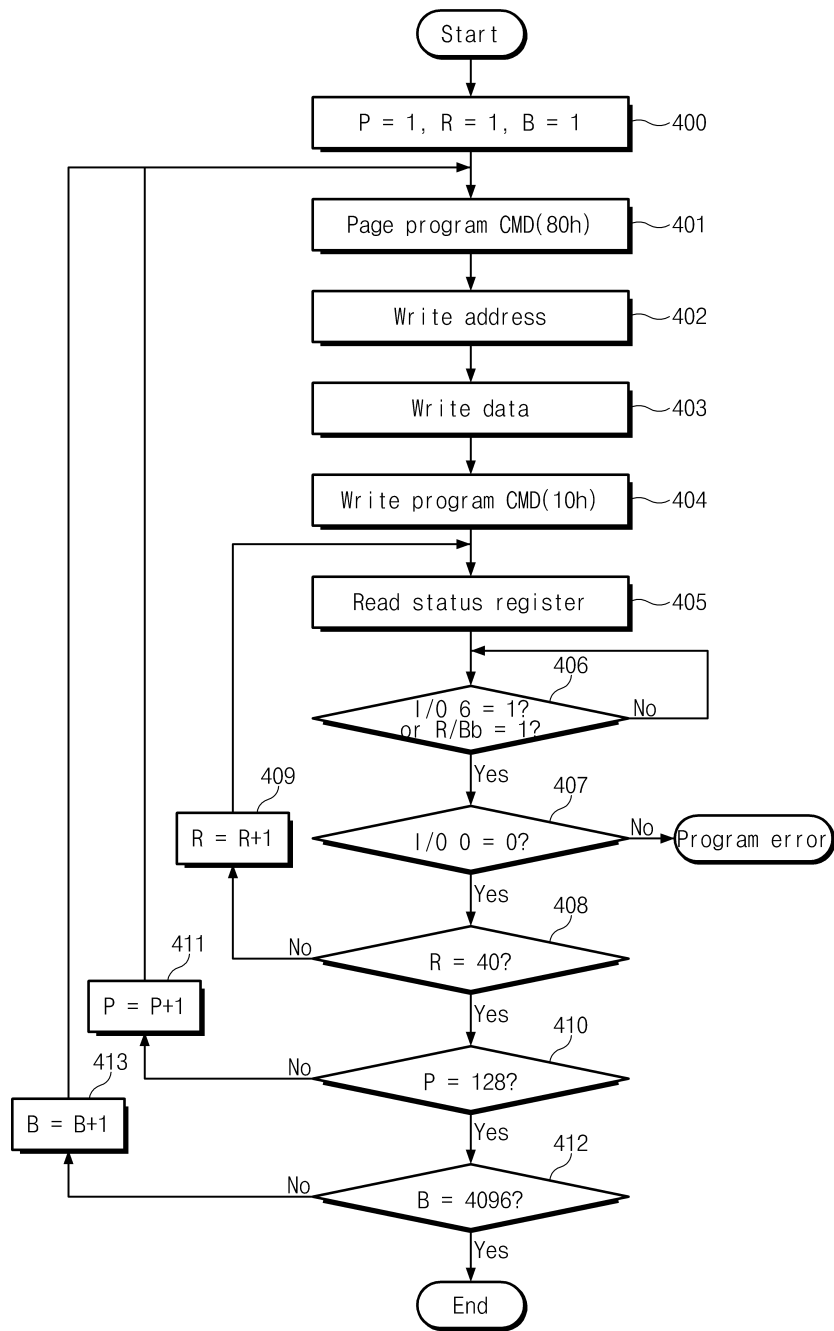 Start
P = 1, R = 1, B = 1
400
Page program CMD(80h)
401
Write address
402
Write data
403
Write program CMD(10h)
404
Read status register
405
406
I/O 6 = 1?
or R/Bb = 1?
No
Yes
409
R = R+1
407
I/O 0 = 0?
No
Program error
Yes
408
R = 40?
No
Yes
411
P = P+1
410
P = 128?
No
Yes
413
B = B+1
412
B = 4096?
No
Yes
End